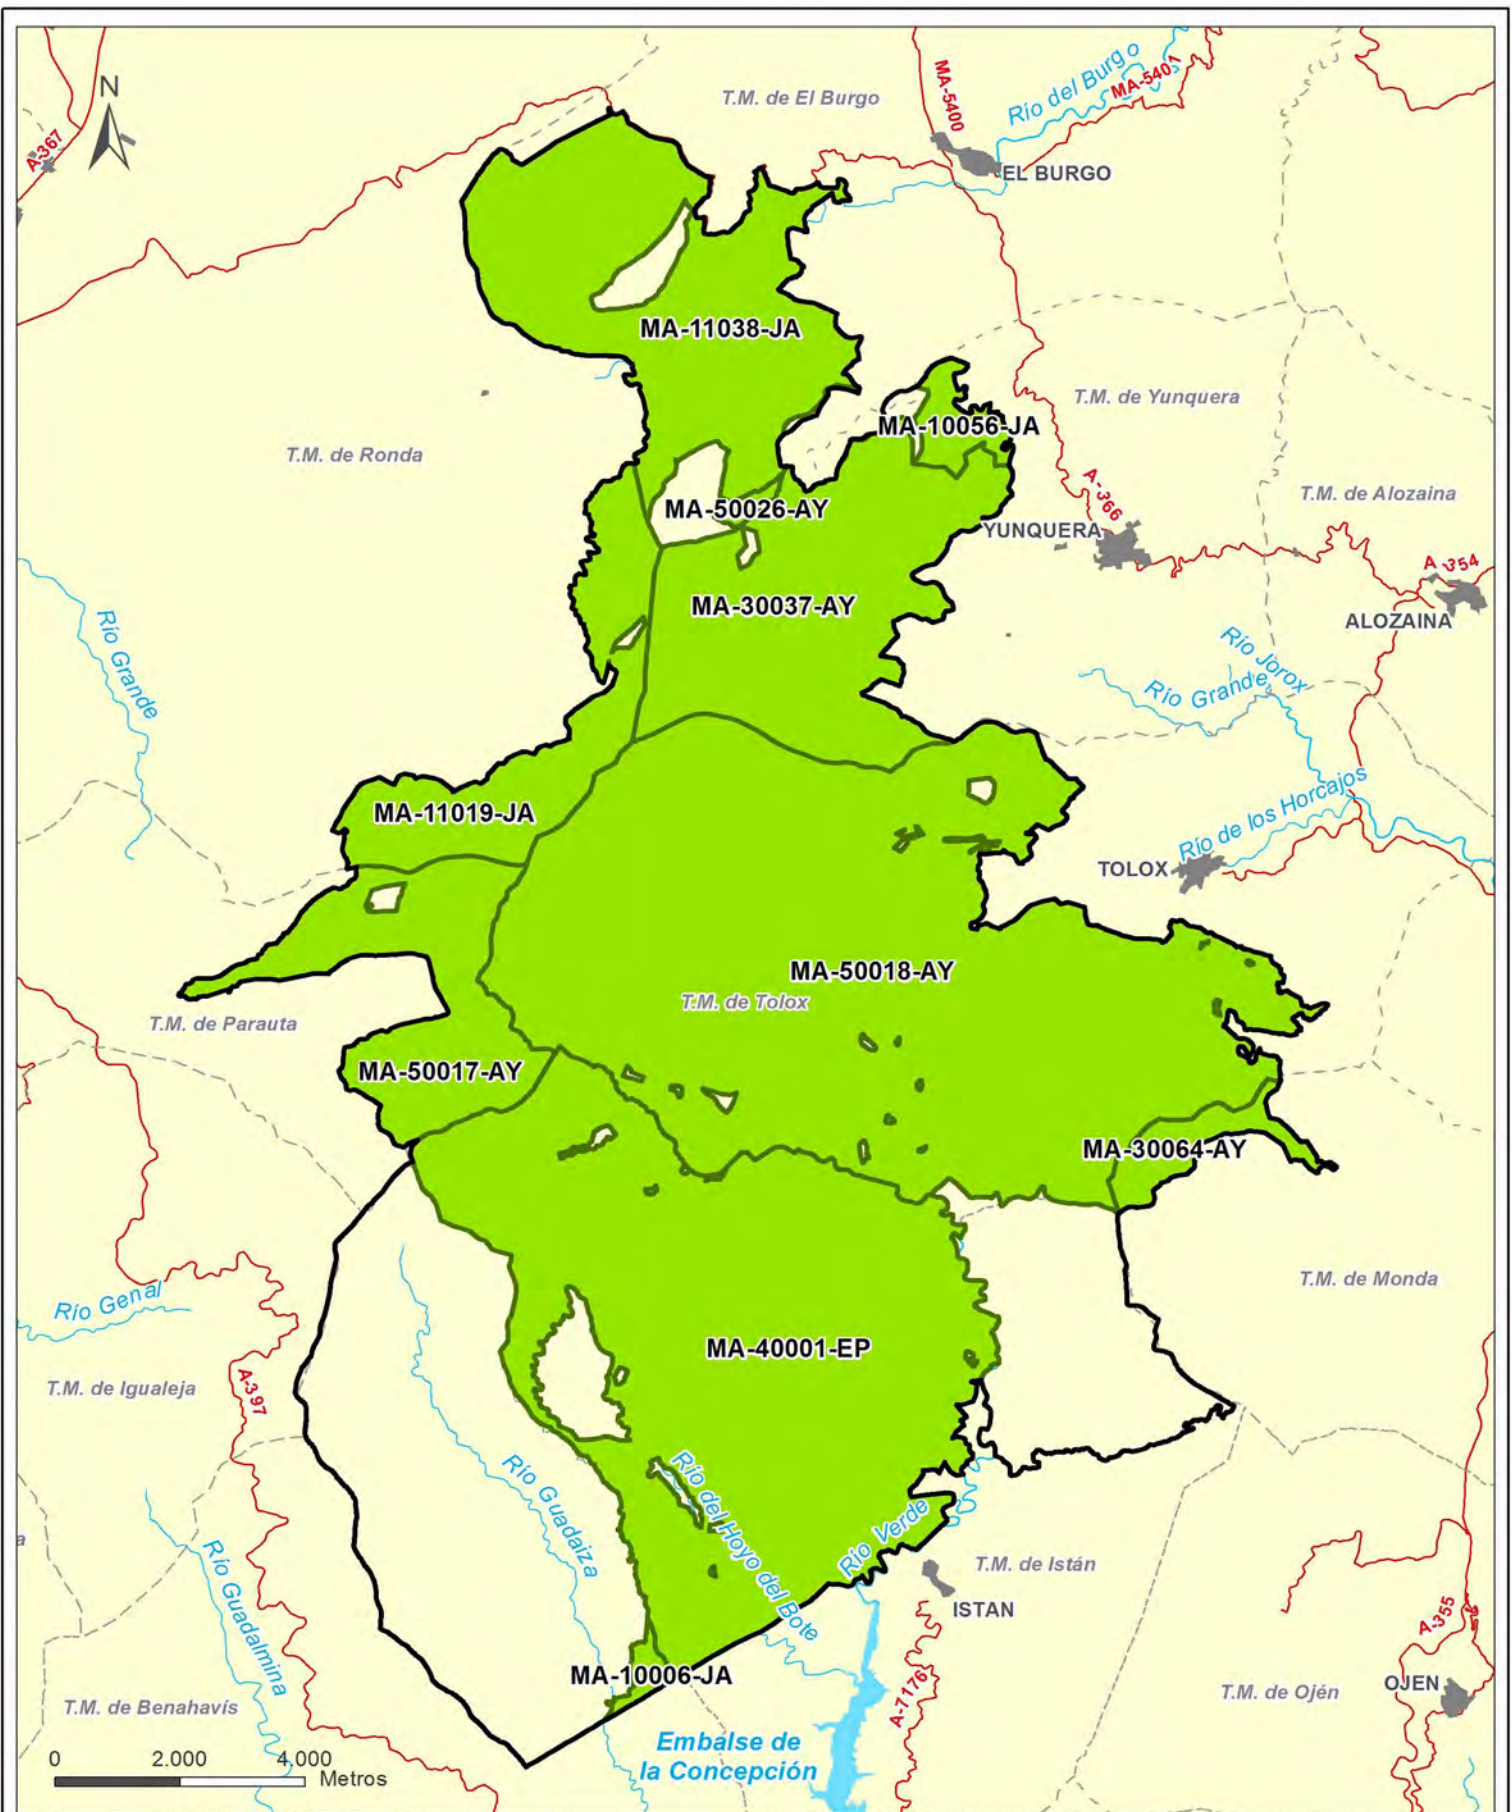 N
A-367
T.M. de El Burgo
MA-5400
Río del Burgo
MA-5401
EL BURGO
MA-11038-JA
T.M. de Yunquera
MA-10056-JA
T.M. de Ronda
A-366
T.M. de Alozaina
MA-50026-AY
YUNQUERA
A-354
MA-30037-AY
ALOZAINA
Río Grande
Río Jorox
Río Grande
MA-11019-JA
Río de los Horcajos
TOLOX
MA-50018-AY
T.M. de Tolox
T.M. de Parauta
MA-50017-AY
MA-30064-AY
T.M. de Monda
Río Genal
MA-40001-EP
T.M. de Igualeja
A-397
Río Guadaiza
Río del Hoyo del Bote
Río Verde
a
Río Guadalmina
T.M. de Istán
ISTAN
A-355
MA-10006-JA
A-7176
OJEN
T.M. de Ojén
T.M. de Benahavís
Embalse de
la Concepción
0 2.000 4.000
Metros